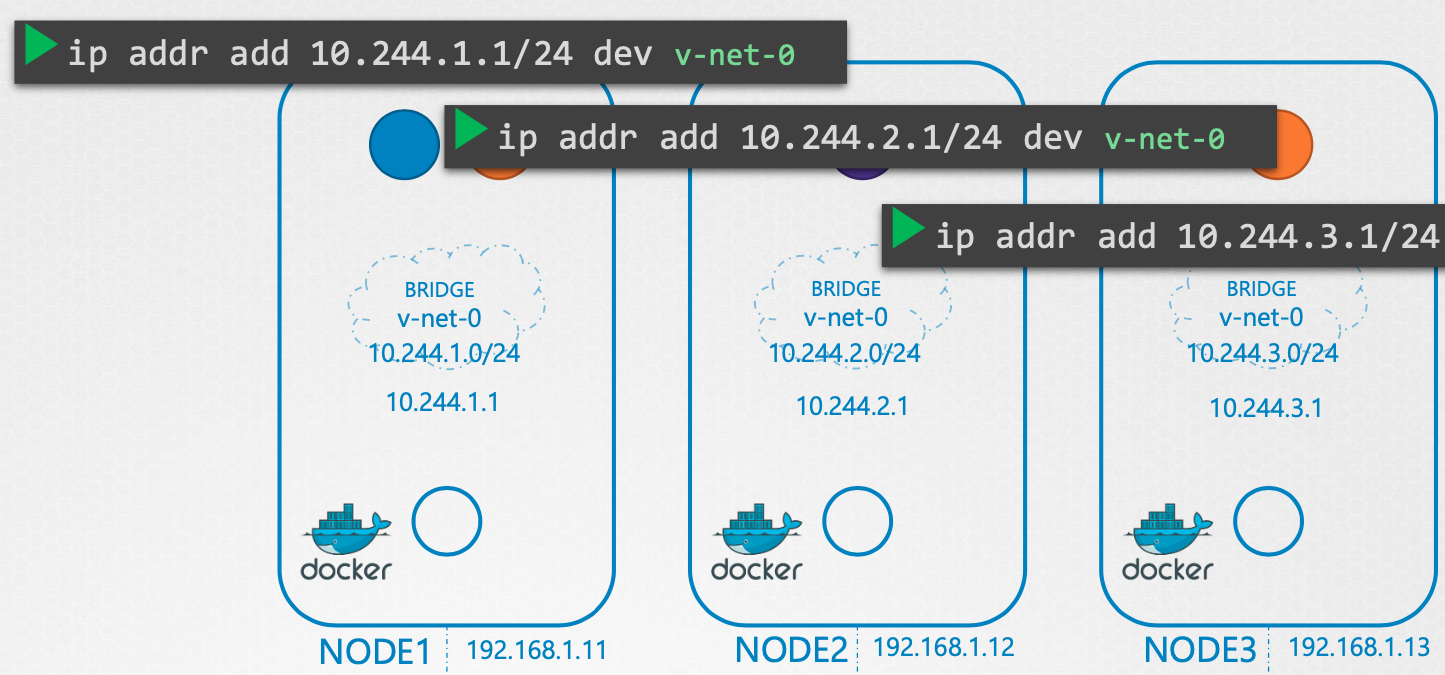 ip addr add 10.244.1.1/24 dev v-net-0
ip addr add 10.244.2.1/24 dev v-net-0
ip addr add 10.244.3.1/24
BRIDGE
v-net-0
10.244.1.0/24
10.244.1.1
docker
NODE1
192.168.1.11
BRIDGE
v-net-0
10.244.2.0/24
10.244.2.1
docker
NODE2
192.168.1.12
BRIDGE
v-net-0
10.244.3.0/24
10.244.3.1
docker
NODE3
192.168.1.13